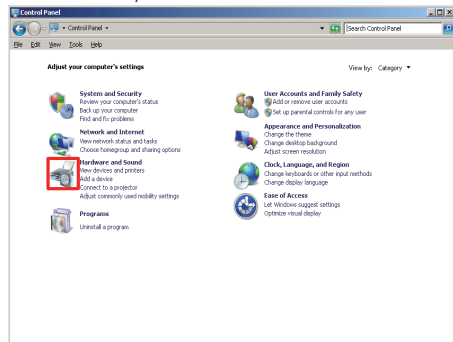 Control Panel
Control Panel
Search Control Panel
File Edit View Tools Help
Adjust your computer's settings
View by: Category
System and Security
Review your computer's status
Back up your computer
Find and fix problems
Network and Internet
View network status and tasks
Choose homegroup and sharing options
Hardware and Sound
View devices and printers
Add a device
Connect to a projector
Adjust commonly used mobility settings
Programs
Uninstall a program
User Accounts and Family Safety
Add or remove user accounts
Set up parental controls for any user
Appearance and Personalization
Change the theme
Change desktop background
Adjust screen resolution
Clock, Language, and Region
Change keyboards or other input methods
Change display language
Ease of Access
Let Windows suggest settings
Optimize visual display